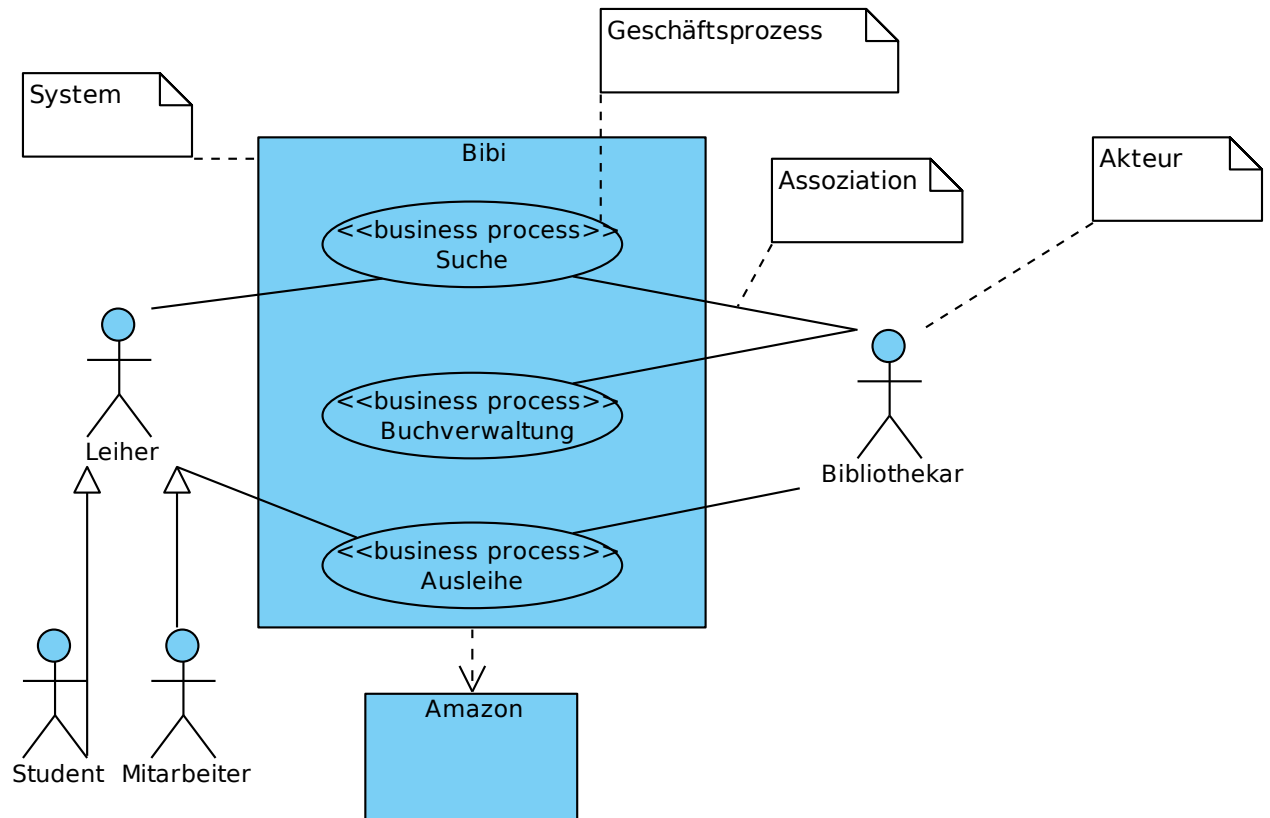 Geschäftsprozess
System
Bibi
Assoziation
Akteur
<<business process>>
Suche
<<business process>>
Buchverwaltung
Leiher
Bibliothekar
<<business process>>
Ausleihe
Amazon
Student
Mitarbeiter